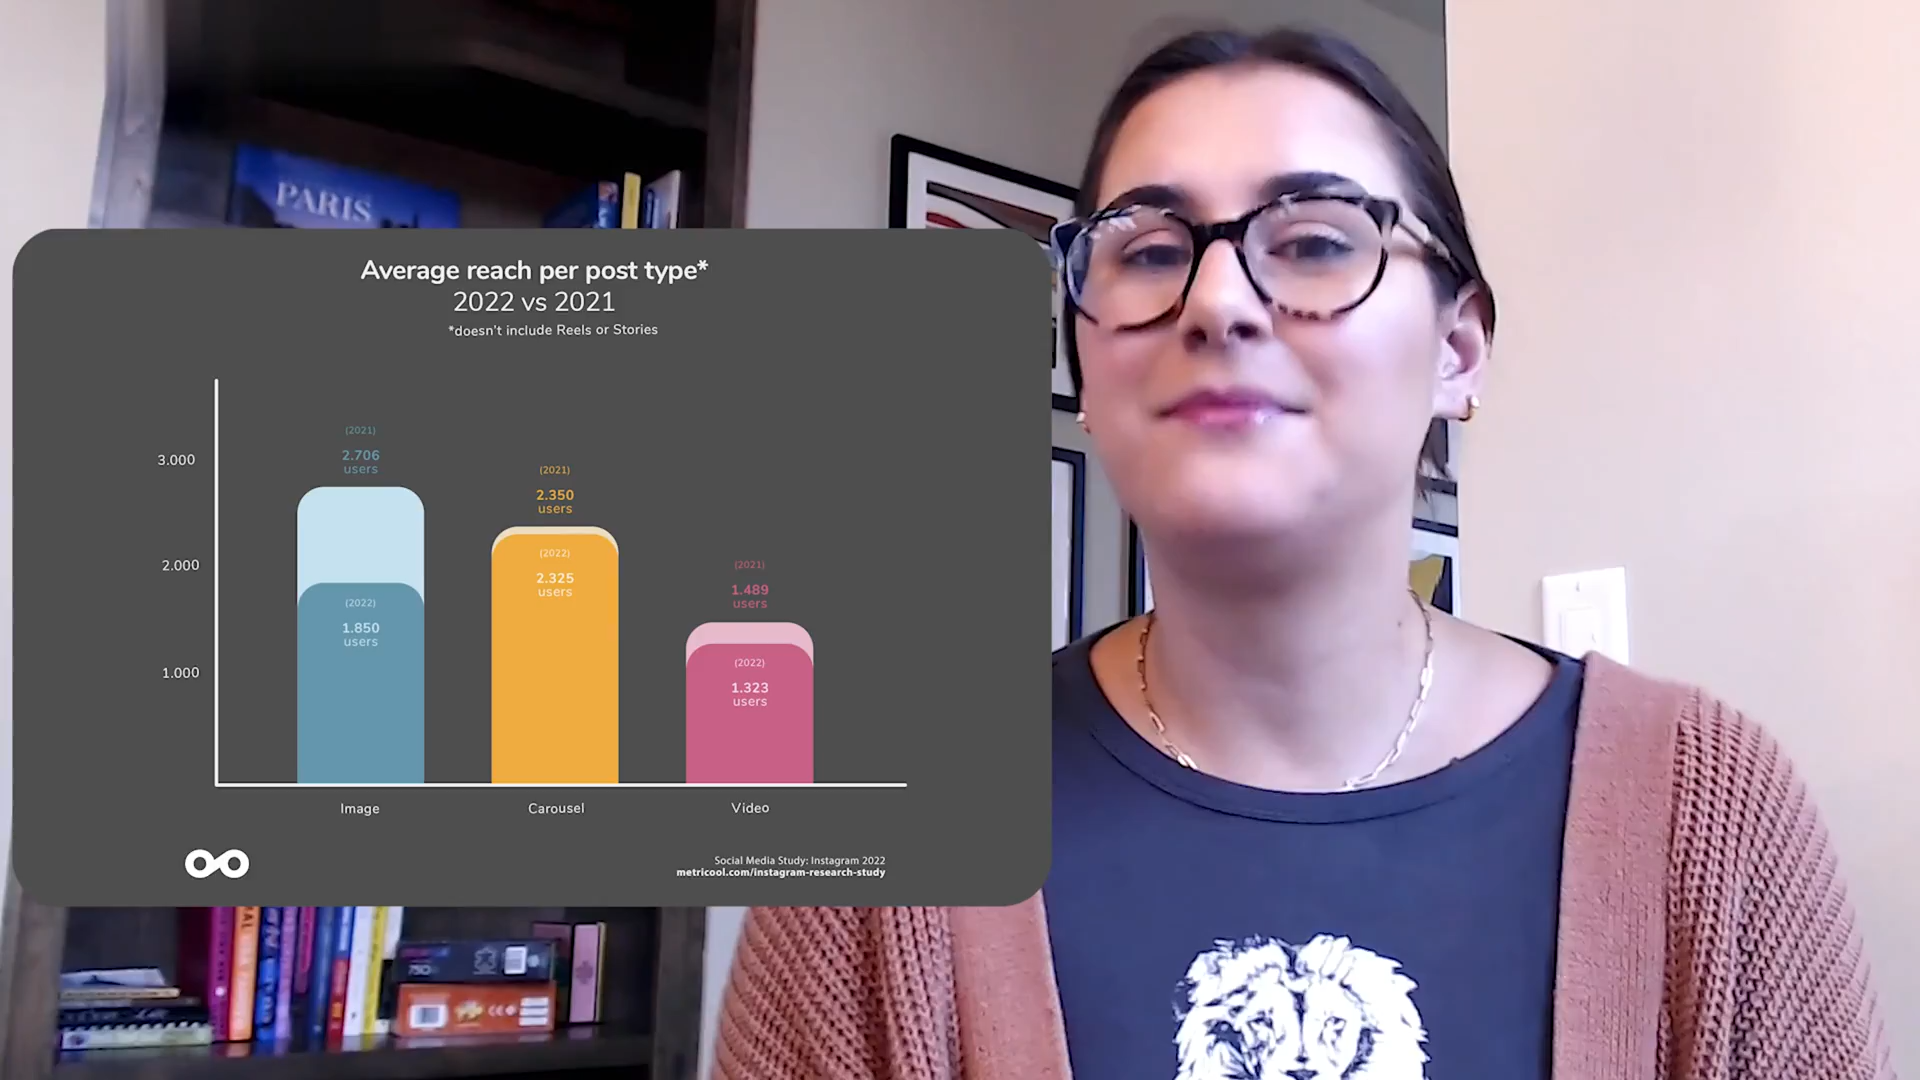 PARIS
Average reach per post type*
2022 vs 2021
*doesn't include Reels or Stories
3.000
2.000
1.000
(2021)
2.706
users
(2022)
1.850
users
(2021)
2.350
users
(2022)
2.325
users
(2021)
1.489
users
(2022)
1.323
users
Image
Carousel
Video
Social Media Study: Instagram 2022
metricool.com/instagram-research-study
750